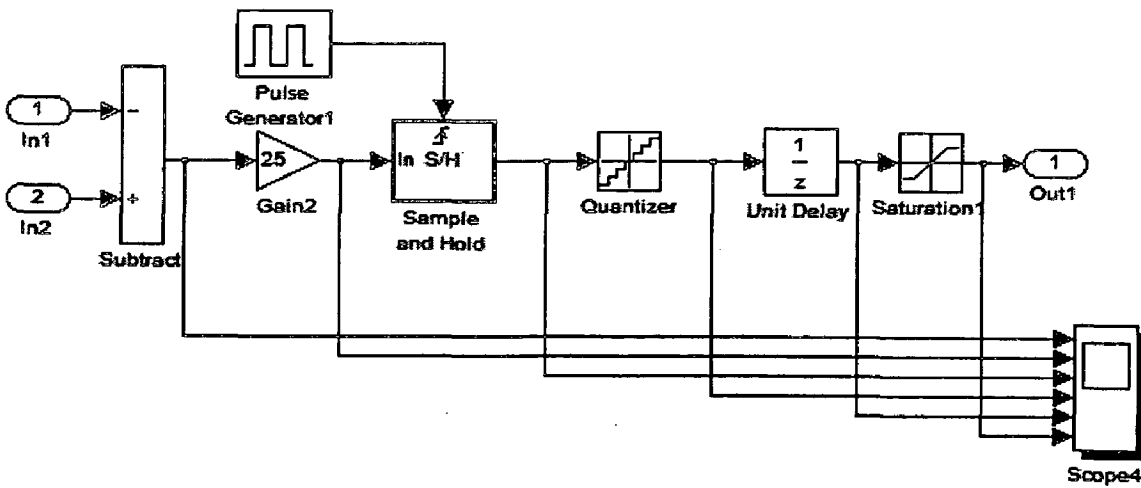 Pulse
Generator1
1
In1
−
2
In2
+
Subtract
25
Gain2
In S/H
Sample
and Hold
Quantizer
1
z
Unit Delay
Saturation1
1
Out1
Scope4